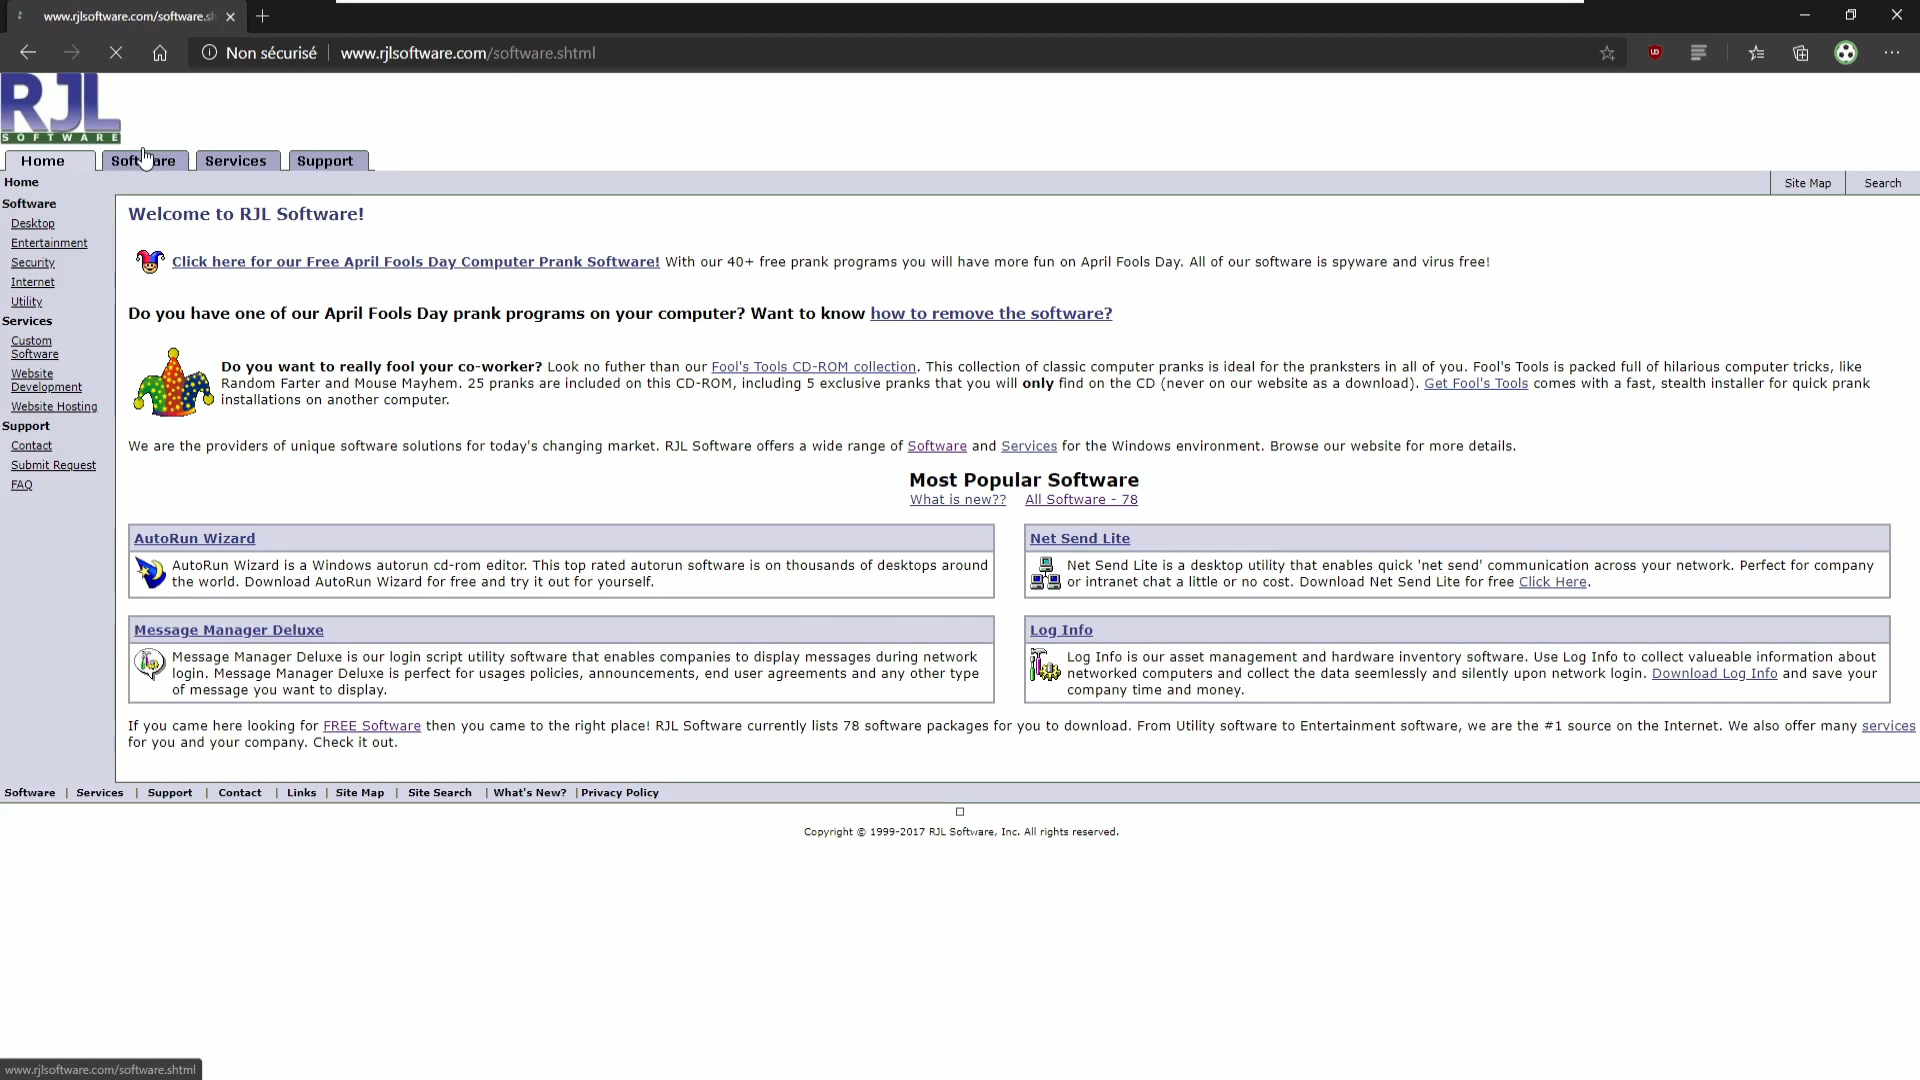 www.rjlsoftware.com/software.sh
Non sécurisé
www.rjlsoftware.com/software.shtml
RJL
SOFTWARE
Home Software Services Support
Home
Site Map Search
Software
Desktop
Entertainment
Security
Internet
Utility
Services
Custom
Software
Website
Development
Website Hosting
Support
Contact
Submit Request
FAQ
Welcome to RJL Software!
Click here for our Free April Fools Day Computer Prank Software! With our 40+ free prank programs you will have more fun on April Fools Day. All of our software is spyware and virus free!
Do you have one of our April Fools Day prank programs on your computer? Want to know how to remove the software?
Do you want to really fool your co-worker? Look no futher than our Fool's Tools CD-ROM collection. This collection of classic computer pranks is ideal for the pranksters in all of you. Fool's Tools is packed full of hilarious computer tricks, like
Random Farter and Mouse Mayhem. 25 pranks are included on this CD-ROM, including 5 exclusive pranks that you will only find on the CD (never on our website as a download). Get Fool's Tools comes with a fast, stealth installer for quick prank
installations on another computer.
We are the providers of unique software solutions for today's changing market. RJL Software offers a wide range of Software and Services for the Windows environment. Browse our website for more details.
Most Popular Software
What is new?? All Software - 78
AutoRun Wizard
AutoRun Wizard is a Windows autorun cd-rom editor. This top rated autorun software is on thousands of desktops around
the world. Download AutoRun Wizard for free and try it out for yourself.
Net Send Lite
Net Send Lite is a desktop utility that enables quick 'net send' communication across your network. Perfect for company
or intranet chat a little or no cost. Download Net Send Lite for free Click Here.
Message Manager Deluxe
Message Manager Deluxe is our login script utility software that enables companies to display messages during network
login. Message Manager Deluxe is perfect for usages policies, announcements, end user agreements and any other type
of message you want to display.
Log Info
Log Info is our asset management and hardware inventory software. Use Log Info to collect valueable information about
networked computers and collect the data seemlessly and silently upon network login. Download Log Info and save your
company time and money.
If you came here looking for FREE Software then you came to the right place! RJL Software currently lists 78 software packages for you to download. From Utility software to Entertainment software, we are the #1 source on the Internet. We also offer many services
for you and your company. Check it out.
Software | Services | Support | Contact | Links | Site Map | Site Search | What's New? | Privacy Policy
Copyright © 1999-2017 RJL Software, Inc. All rights reserved.
www.rjlsoftware.com/software.shtml